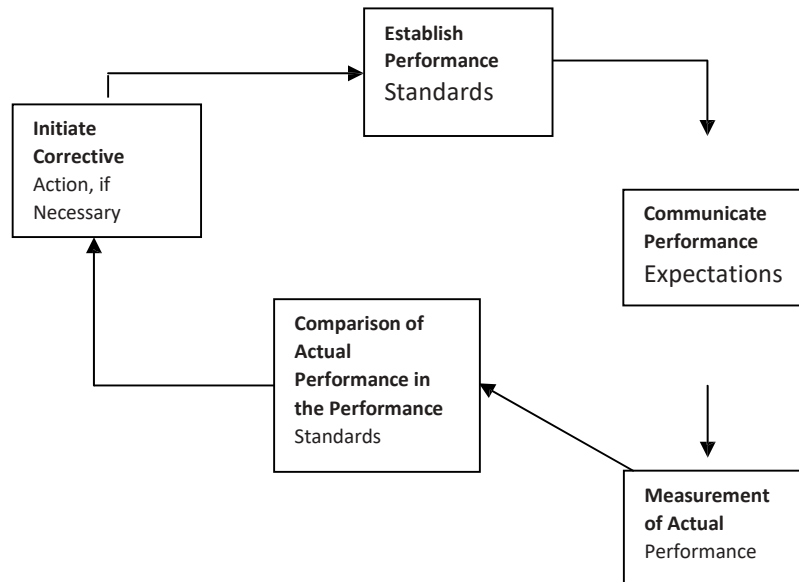 Establish
Performance
Standards
Initiate
Corrective
Action, if
Necessary
Communicate
Performance
Expectations
Comparison of
Actual
Performance in
the Performance
Standards
Measurement
of Actual
Performance